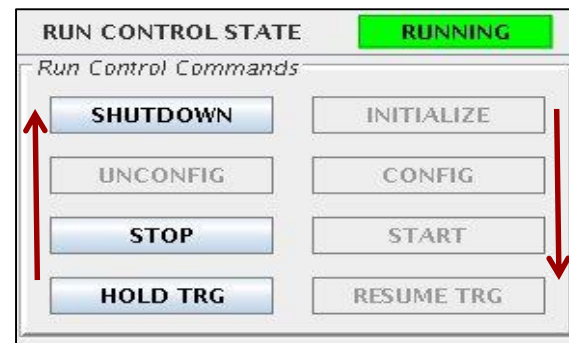 RUN CONTROL STATE RUNNING
Run Control Commands
SHUTDOWN INITIALIZE
UNCONFIG CONFIG
STOP START
HOLD TRG RESUME TRG